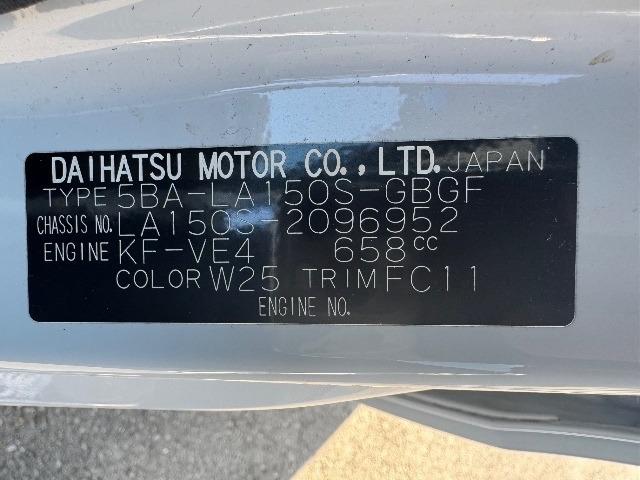 DAIHATSU MOTOR CO., LTD. JAPAN
TYPE 5BA-LA150S-GBGF
CHASSIS NO. LA150S-2096952
ENGINE KF-VE4 658cc
COLOR W25 TRIM FC11
ENGINE NO.